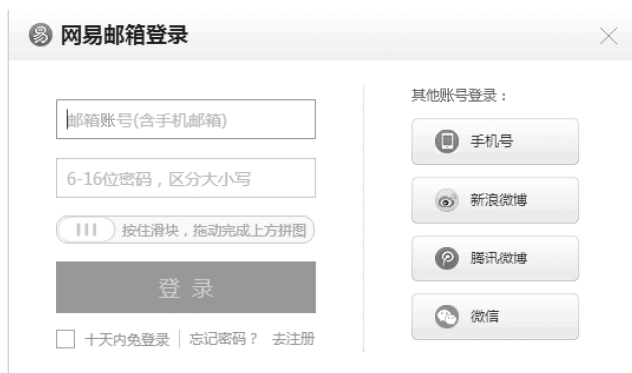 网易邮箱登录
邮箱账号(含手机邮箱)
6-16位密码，区分大小写
按住滑块，拖动完成上方拼图
登录
十天内免登录 忘记密码？ 去注册
其他账号登录：
手机号
新浪微博
腾讯微博
微信